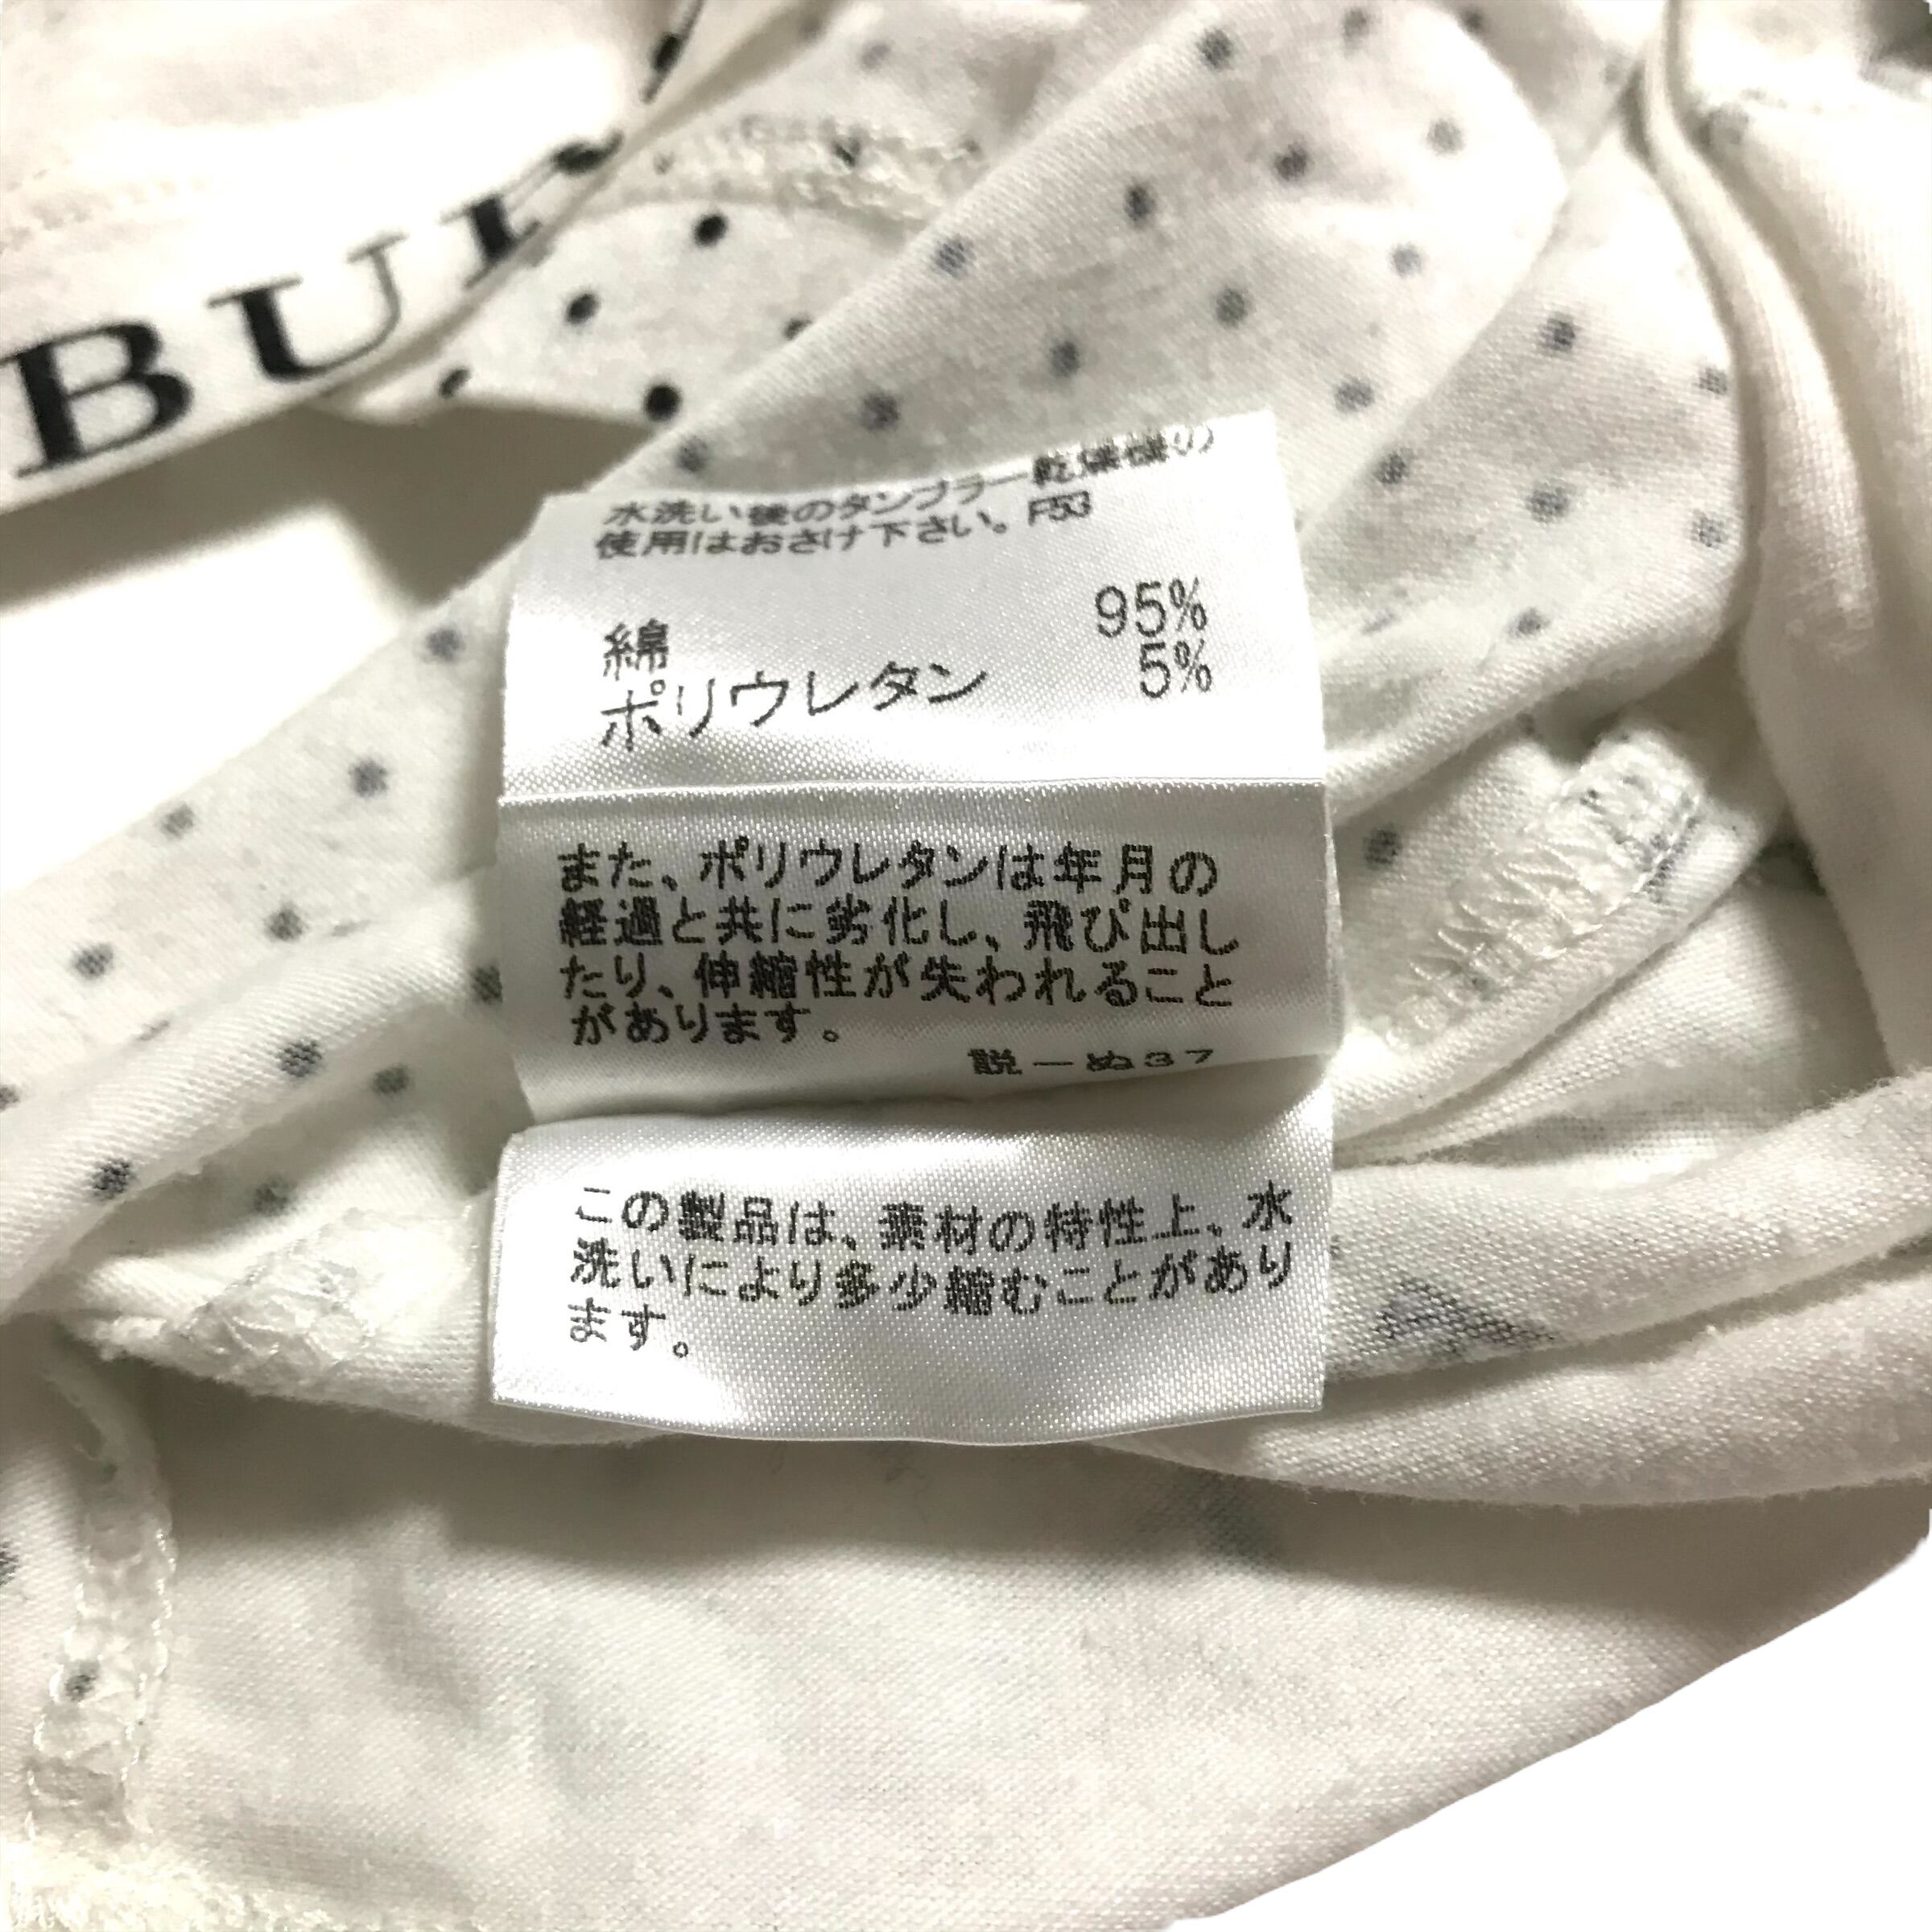 BUR
水洗い後のタンブラー乾燥機の
使用はおさけ下さい。F53
綿 95%
ポリウレタン 5%
また、ポリウレタンは年月の
経過と共に劣化し、飛び出し
たり、伸縮性が失われること
があります。
説－ぬ37
この製品は、素材の特性上、水
洗いにより多少縮むことがあり
ます。